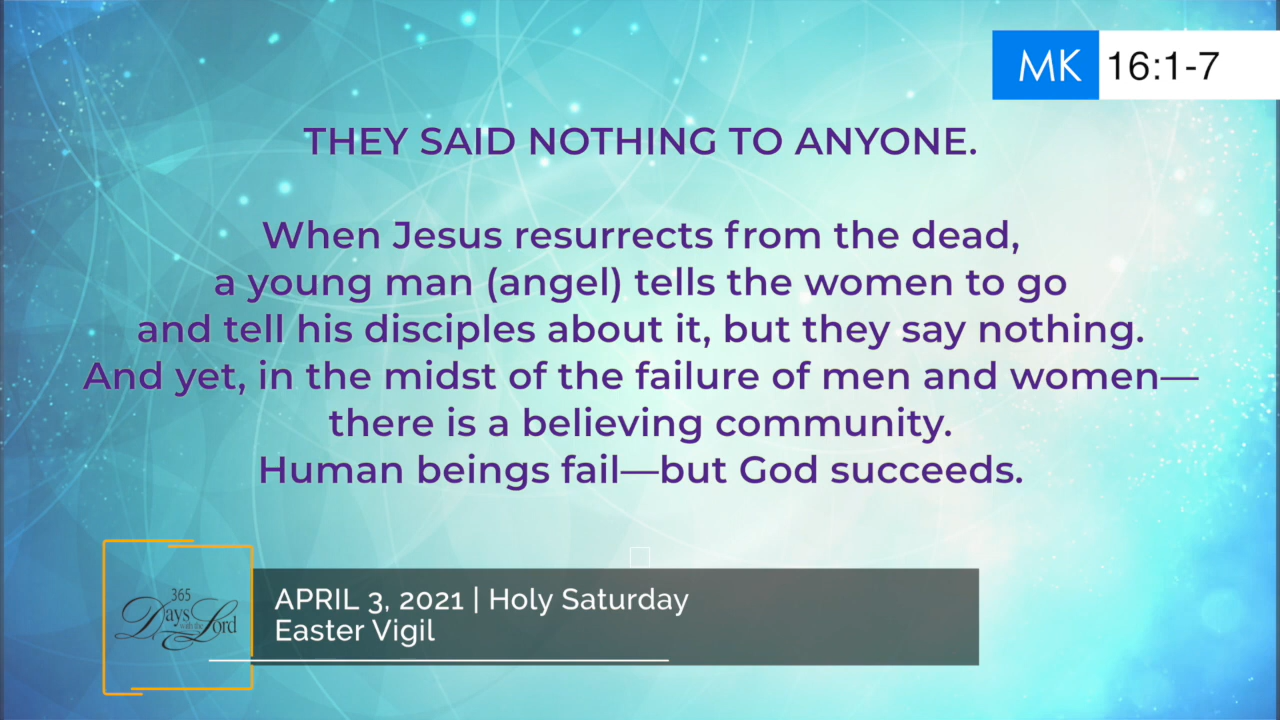 MK 16:1-7
THEY SAID NOTHING TO ANYONE.
When Jesus resurrects from the dead,
a young man (angel) tells the women to go
and tell his disciples about it, but they say nothing.
And yet, in the midst of the failure of men and women—
there is a believing community.
Human beings fail—but God succeeds.
365
Days with the Lord
APRIL 3, 2021 | Holy Saturday
Easter Vigil